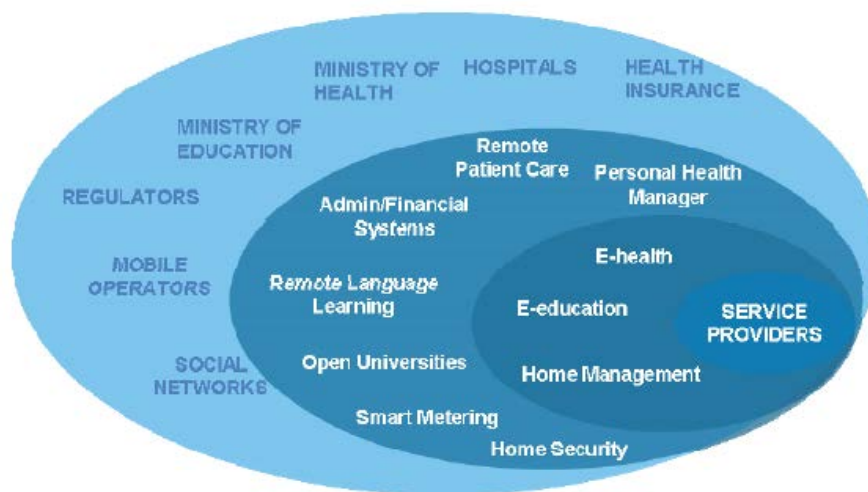 MINISTRY OF
HEALTH
HOSPITALS
HEALTH
INSURANCE
MINISTRY OF
EDUCATION
REGULATORS
MOBILE
OPERATORS
SOCIAL
NETWORKS
Remote
Patient Care
Personal Health
Manager
Admin/Financial
Systems
Remote Language
Learning
Open Universities
Smart Metering
Home Security
E-health
E-education
Home Management
SERVICE
PROVIDERS